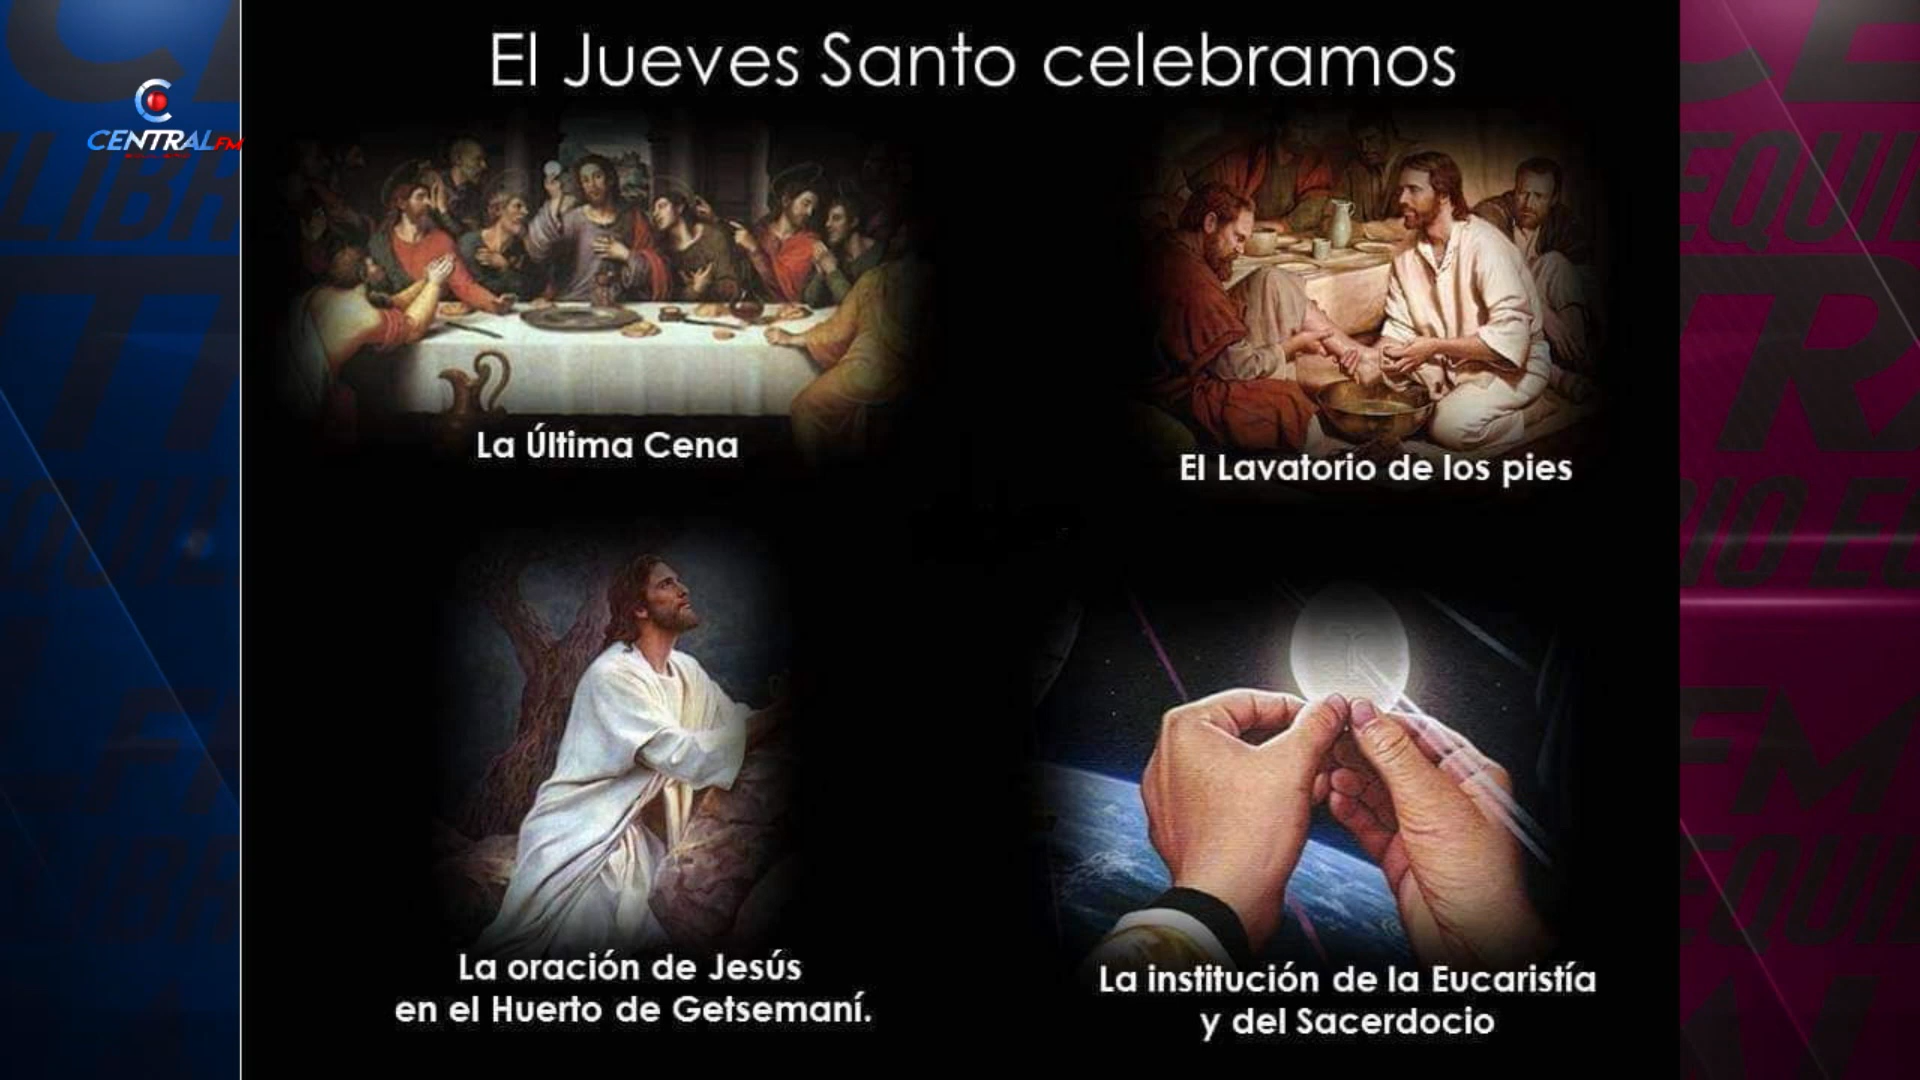 El Jueves Santo celebramos
CENTRAL FM
La Última Cena
El Lavatorio de los pies
La oración de Jesús
en el Huerto de Getsemaní.
La institución de la Eucaristía
y del Sacerdocio